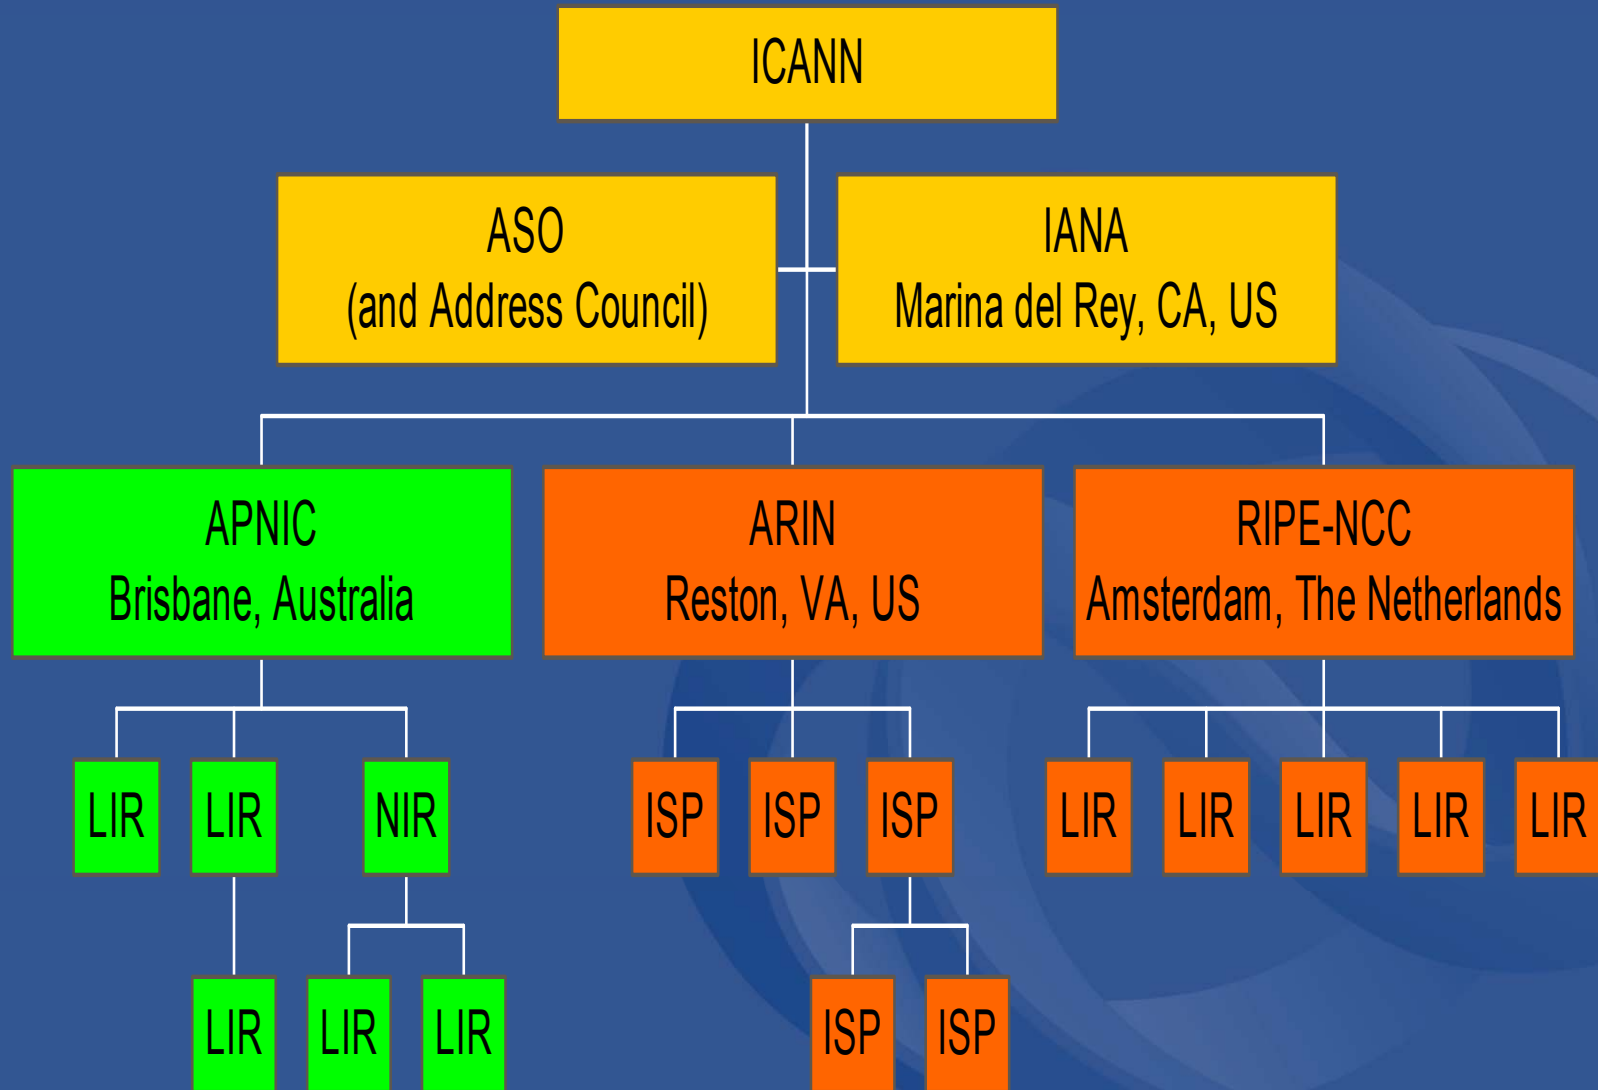 ICANN
ASO
(and Address Council)
IANA
Marina del Rey, CA, US
APNIC
Brisbane, Australia
ARIN
Reston, VA, US
RIPE-NCC
Amsterdam, The Netherlands
LIR
LIR
NIR
ISP
ISP
ISP
LIR
LIR
LIR
LIR
LIR
LIR
LIR
LIR
ISP
ISP